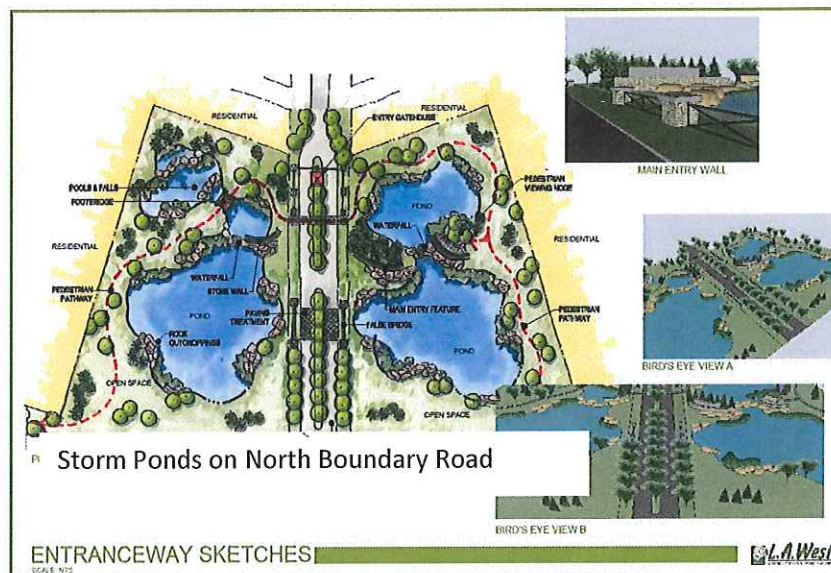 RESIDENTIAL
RESIDENTIAL
ENTRY GATEHOUSE
POOLS & FALLS
FOOTBRIDGE
POND
WATERFALL
PEDESTRIAN
VIEWING NODE
RESIDENTIAL
RESIDENTIAL
PEDESTRIAN
PATHWAY
WATERFALL
STONE WALL
POND
PAVING
TREATMENT
MAIN ENTRY FEATURE
FALSE BRIDGE
PEDESTRIAN
PATHWAY
ROCK
OUTCROPPINGS
POND
OPEN SPACE
OPEN SPACE
MAIN ENTRY WALL
BIRD'S EYE VIEW A
Storm Ponds on North Boundary Road
BIRD'S EYE VIEW B
ENTRANCEWAY SKETCHES
SCALE: NTS
L.A.West